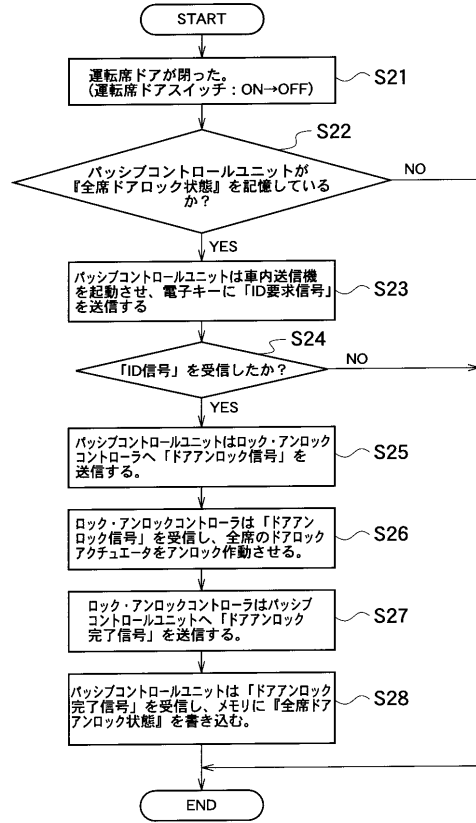 START
運転席ドアが閉った。
(運転席ドアスイッチ：ON→OFF)
S21
S22
パッシブコントロールユニットが
『全席ドアロック状態』を記憶している
か？
NO
YES
パッシブコントロールユニットは車内送信機
を起動させ、電子キーに「ID要求信号」
を送信する
S23
S24
「ID信号」を受信したか？
NO
YES
パッシブコントロールユニットはロック・アンロック
コントローラへ「ドアアンロック信号」を
送信する。
S25
ロック・アンロックコントローラは「ドアアン
ロック信号」を受信し、全席のドアロック
アクチュエータをアンロック作動させる。
S26
ロック・アンロックコントローラはパッシブ
コントロールユニットへ「ドアアンロック
完了信号」を送信する。
S27
パッシブコントロールユニットは「ドアアンロック
完了信号」を受信し、メモリに『全席ドア
アンロック状態』を書き込む。
S28
END